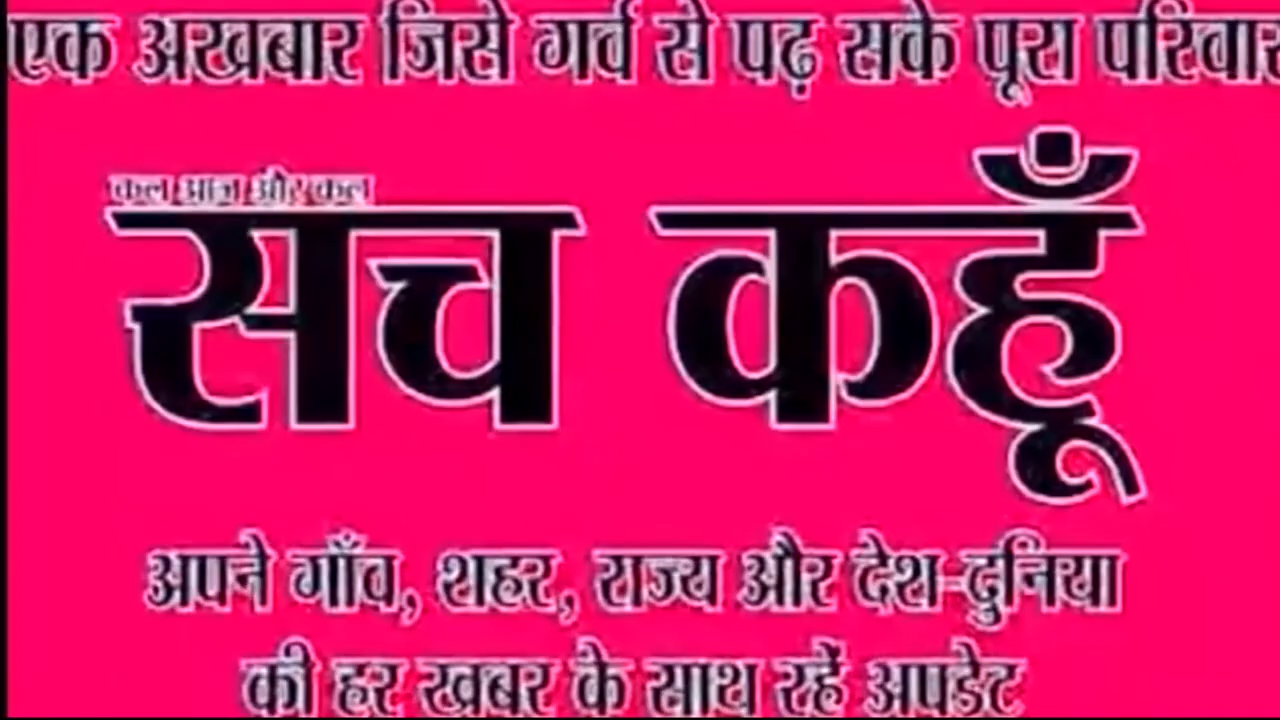 एक अखबार जिसे गर्व से पढ़ सके पूरा परिवार
कल आज और कल
सच कहूँ
अपने गाँव, शहर, राज्य और देश-दुनिया
की हर खबर के साथ रहें अपडेट